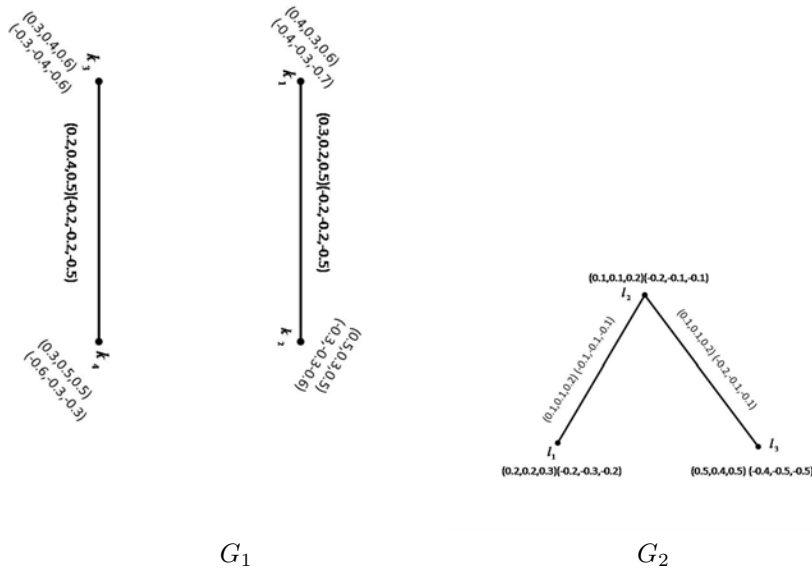 (0.3,0.4,0.6)
(-0.3,-0.4,-0.6)
k 3
(0.2,0.4,0.5)(-0.2,-0.2,-0.5)
k 4
(0.3,0.5,0.5)
(-0.6,-0.3,-0.3)
(0.4,0.3,0.6)
(-0.4,-0.3,-0.7)
k 1
(0.3,0.2,0.5)(-0.2,-0.2,-0.5)
k 2
(0.5,0.3,0.5)
(-0.3,-0.3-0.6)
G1
(0.1,0.1,0.2)(-0.2,-0.1,-0.1)
l2
(0.1,0.1,0.2) (-0.1,-0.1,-0.1)
(0.1,0.1,0.2) (-0.2,-0.1,-0.1)
l1
l3
(0.2,0.2,0.3)(-0.2,-0.3,-0.2)
(0.5,0.4,0.5) (-0.4,-0.5,-0.5)
G2